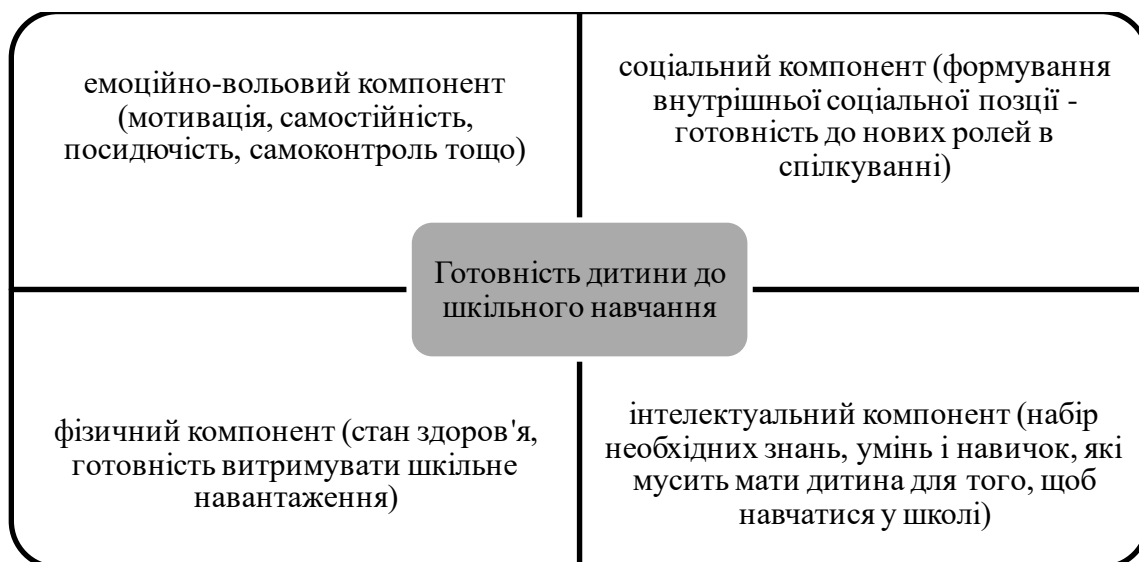 емоційно-вольовий компонент
(мотивація, самостійність,
посидючість, самоконтроль тощо)
соціальний компонент (формування
внутрішньої соціальної позції -
готовність до нових ролей в
спілкуванні)
Готовність дитини до
шкільного навчання
фізичний компонент (стан здоров'я,
готовність витримувати шкільне
навантаження)
інтелектуальний компонент (набір
необхідних знань, умінь і навичок, які
мусить мати дитина для того, щоб
навчатися у школі)